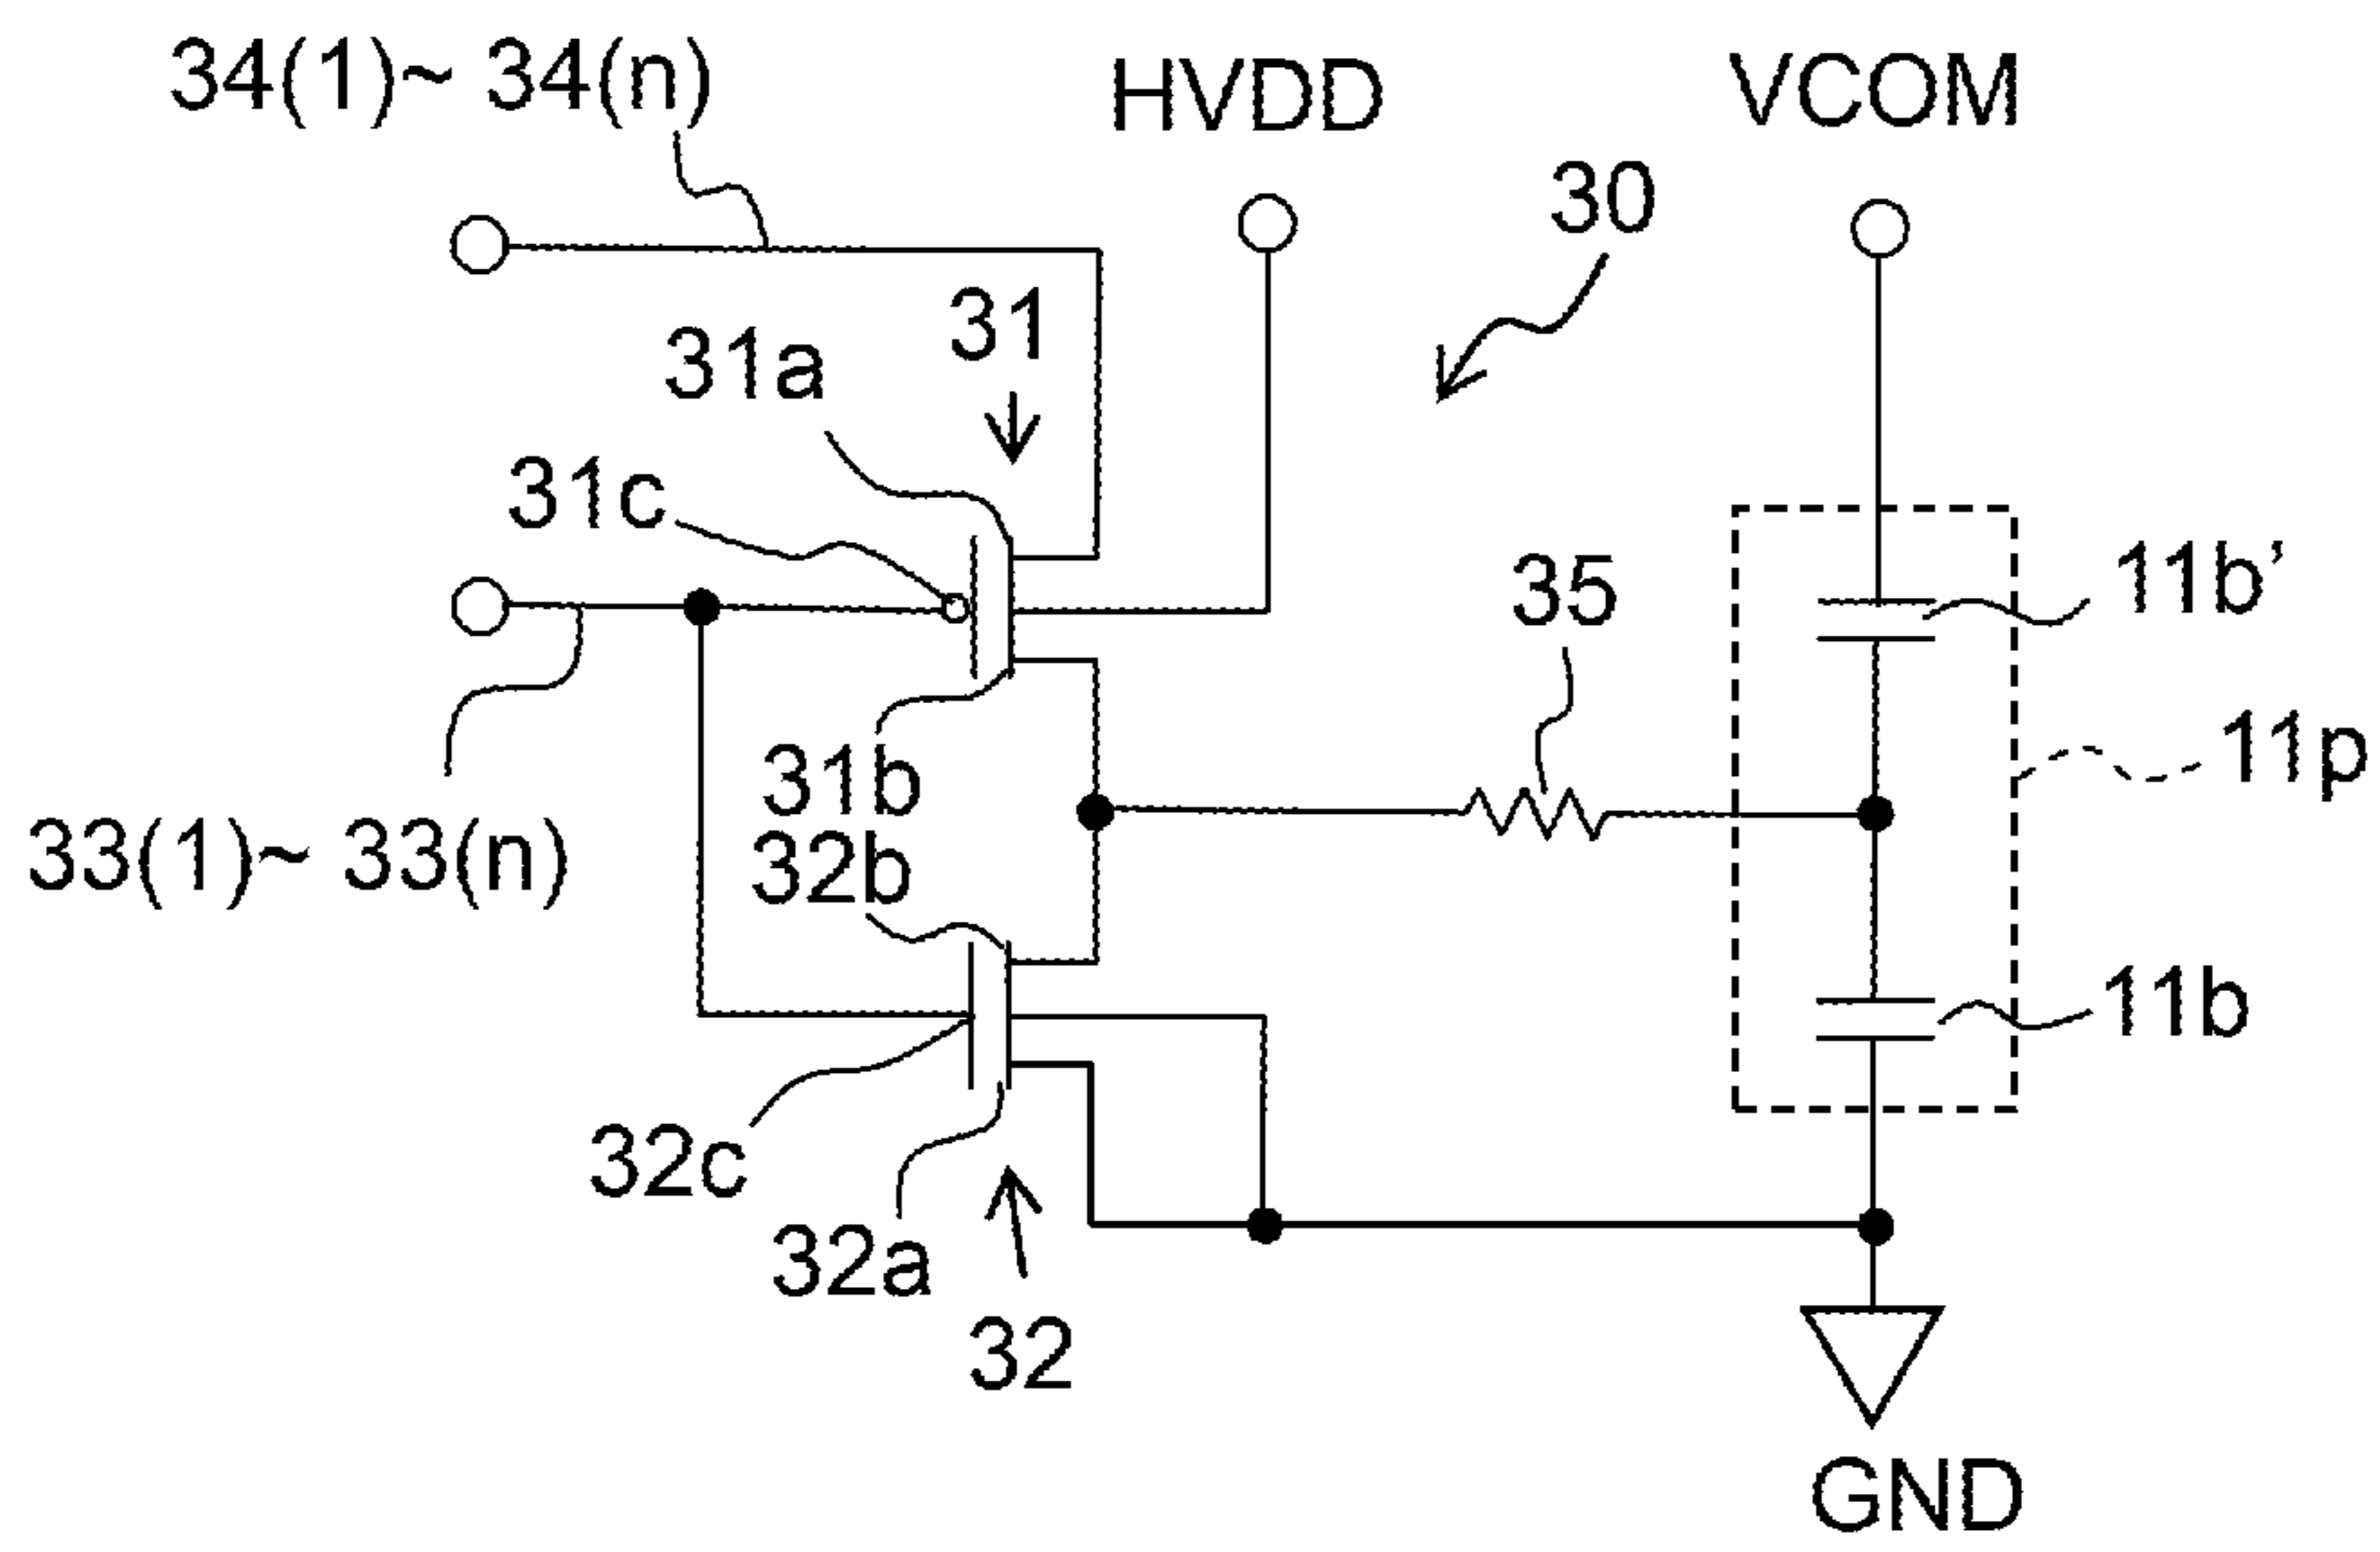 34(1)~ 34(n)
HVDD
VCOM
30
31
31a
31c
35
11b’
11p
31b
33(1)~ 33(n)
32b
11b
32c
32a
32
GND